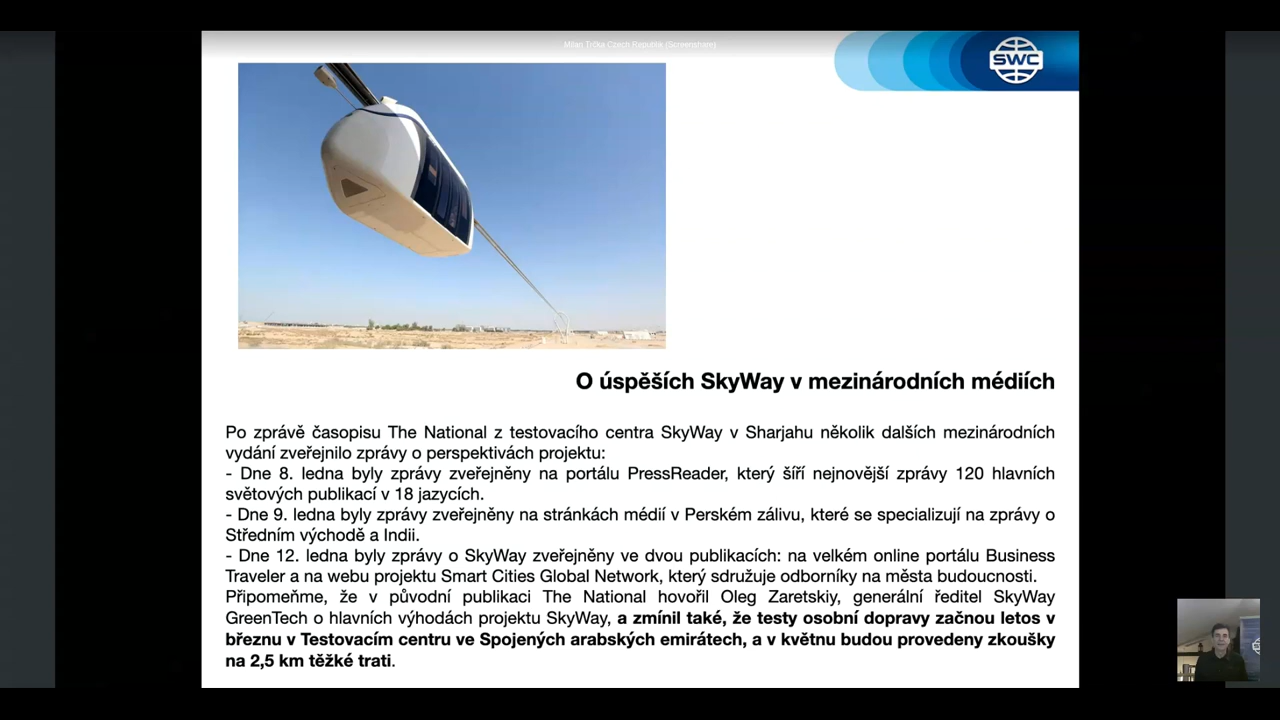 Milan Trčka Czech Republik (Screenshare)
SWC
O úspěších SkyWay v mezinárodních médiích
Po zprávě časopisu The National z testovacího centra SkyWay v Sharjahu několik dalších mezinárodních
vydání zveřejnilo zprávy o perspektivách projektu:
- Dne 8. ledna byly zprávy zveřejněny na portálu PressReader, který šíří nejnovější zprávy 120 hlavních
světových publikací v 18 jazycích.
- Dne 9. ledna byly zprávy zveřejněny na stránkách médií v Perském zálivu, které se specializují na zprávy o
Středním východě a Indii.
- Dne 12. ledna byly zprávy o SkyWay zveřejněny ve dvou publikacích: na velkém online portálu Business
Traveler a na webu projektu Smart Cities Global Network, který sdružuje odborníky na města budoucnosti.
Připomeňme, že v původní publikaci The National hovořil Oleg Zaretskiy, generální ředitel SkyWay
GreenTech o hlavních výhodách projektu SkyWay, a zmínil také, že testy osobní dopravy začnou letos v
březnu v Testovacím centru ve Spojených arabských emirátech, a v květnu budou provedeny zkoušky
na 2,5 km těžké trati.